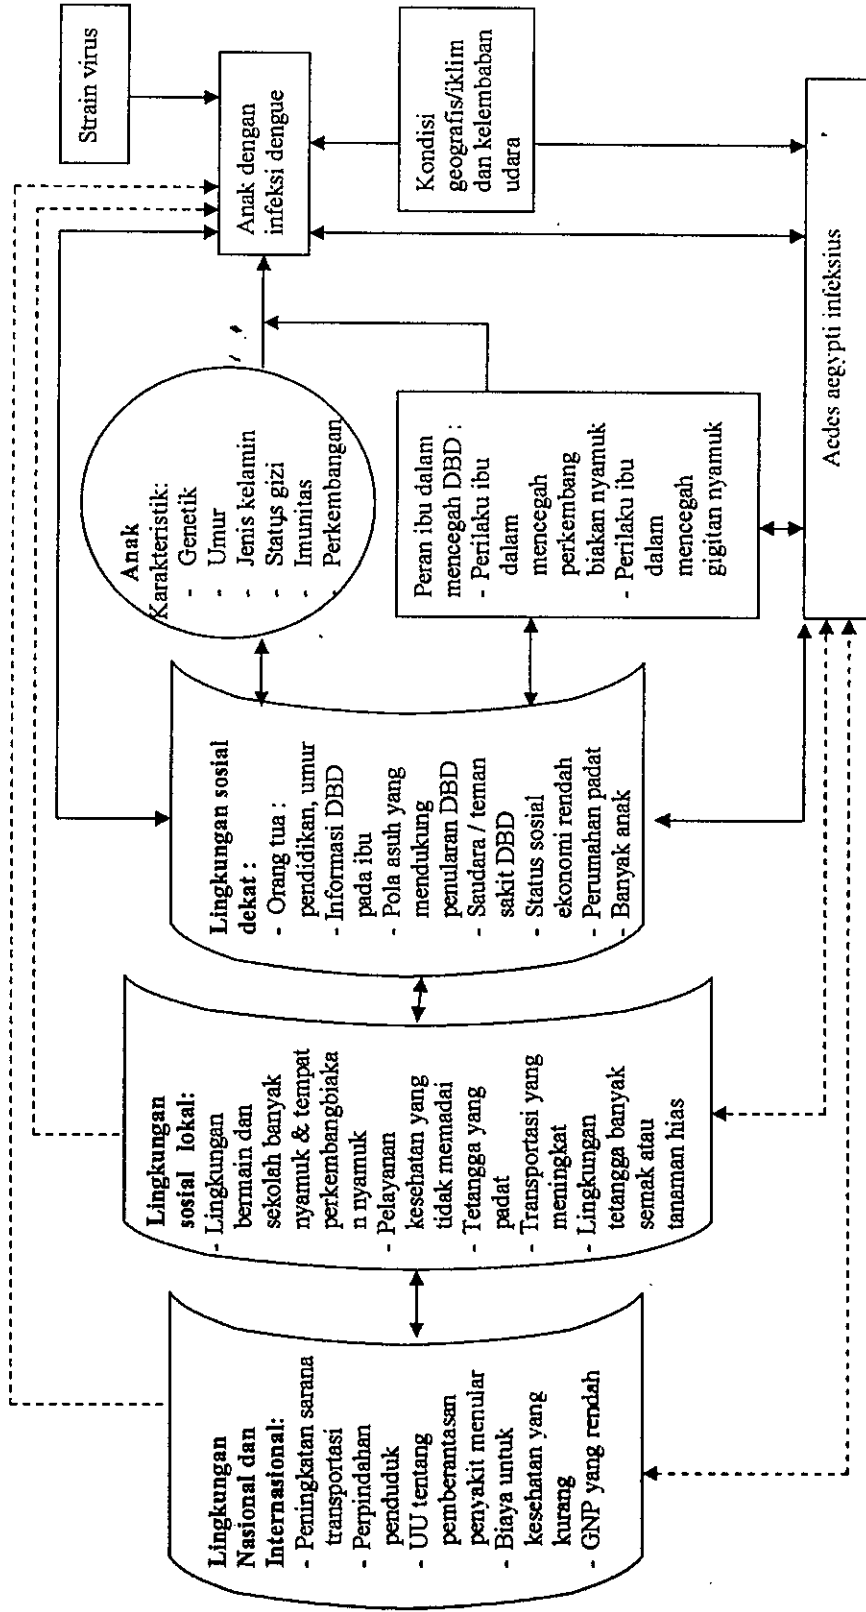 Lingkungan
Nasional dan
Internasional:
- Peningkatan sarana
transportasi
- Perpindahan
penduduk
- UU tentang
pemberantasan
penyakit menular
- Biaya untuk
kesehatan yang
kurang
- GNP yang rendah
Lingkungan
sosial lokal:
- Lingkungan
bermain dan
sekolah banyak
nyamuk & tempat
perkembangbiaka
n nyamuk
- Pelayanan
kesehatan yang
tidak memadai
- Tetangga yang
padat
- Transportasi yang
meningkat
- Lingkungan
tetangga banyak
semak atau
tanaman hias
Lingkungan sosial
dekat :
- Orang tua :
pendidikan, umur
- Informasi DBD
pada ibu
- Pola asuh yang
mendukung
penularan DBD
- Saudara / teman
sakit DBD
- Status sosial
ekonomi rendah
- Perumahan padat
- Banyak anak
Anak
Karakteristik:
- Genetik
- Umur
- Jenis kelamin
- Status gizi
- Imunitas
- Perkembangan
Peran ibu dalam
mencegah DBD :
- Perilaku ibu
dalam
mencegah
perkembang
biakan nyamuk
- Perilaku ibu
dalam
mencegah
gigitan nyamuk
Strain virus
Anak dengan
infeksi dengue
Kondisi
geografis/iklim
dan kelembaban
udara
Aedes aegypti infeksius